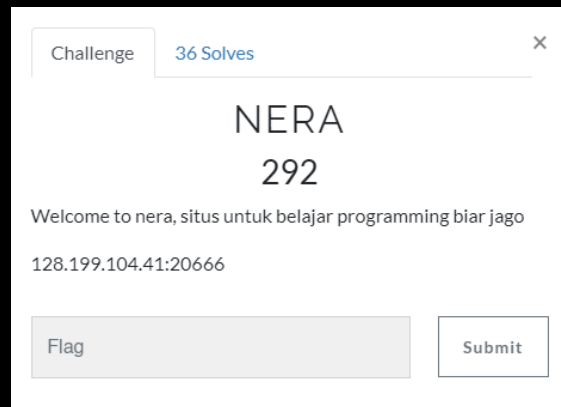 Challenge
36 Solves
×
NERA
292
Welcome to nera, situs untuk belajar programming biar jago
128.199.104.41:20666
Flag
Submit